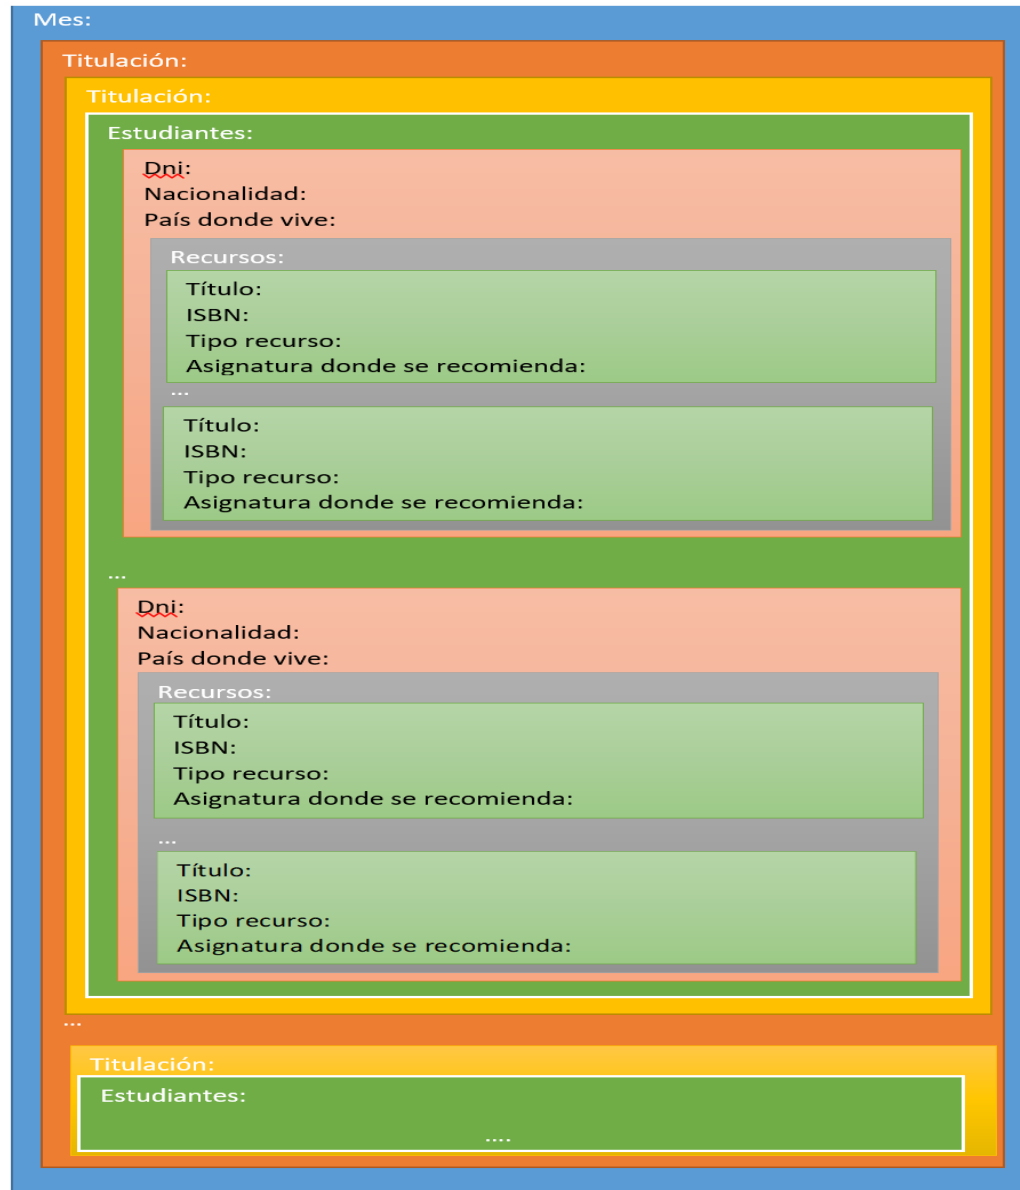 Mes:
Titulación:
Titulación:
Estudiantes:
Dni:
Nacionalidad:
País donde vive:
Recursos:
Título:
ISBN:
Tipo recurso:
Asignatura donde se recomienda:
...
Título:
ISBN:
Tipo recurso:
Asignatura donde se recomienda:
...
Dni:
Nacionalidad:
País donde vive:
Recursos:
Título:
ISBN:
Tipo recurso:
Asignatura donde se recomienda:
...
Título:
ISBN:
Tipo recurso:
Asignatura donde se recomienda:
...
Titulación:
Estudiantes:
....